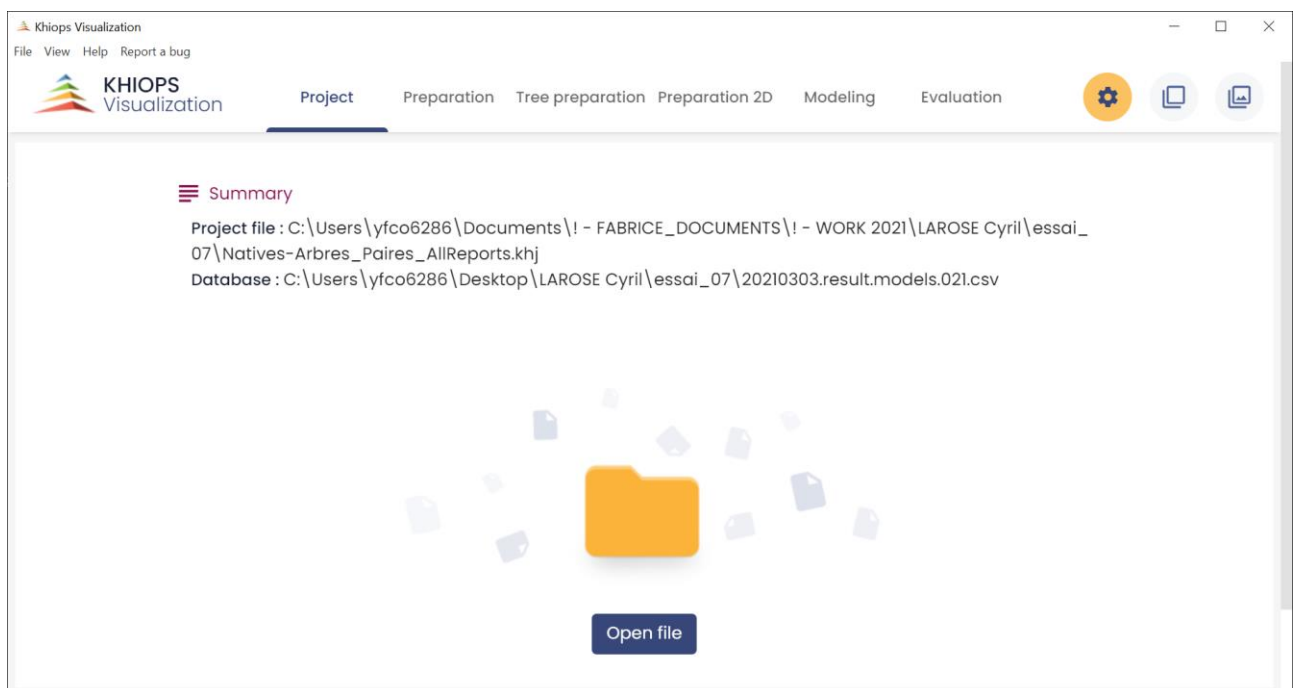 Khiops Visualization
File View Help Report a bug
KHIOPS
Visualization
Project Preparation Tree preparation Preparation 2D Modeling Evaluation
Summary
Project file : C:\Users\yfco6286\Documents\! - FABRICE_DOCUMENTS\! - WORK 2021\LAROSE Cyril\essai_
07\Natives-Arbres_Paires_AllReports.khj
Database : C:\Users\yfco6286\Desktop\LAROSE Cyril\essai_07\20210303.result.models.021.csv
Open file